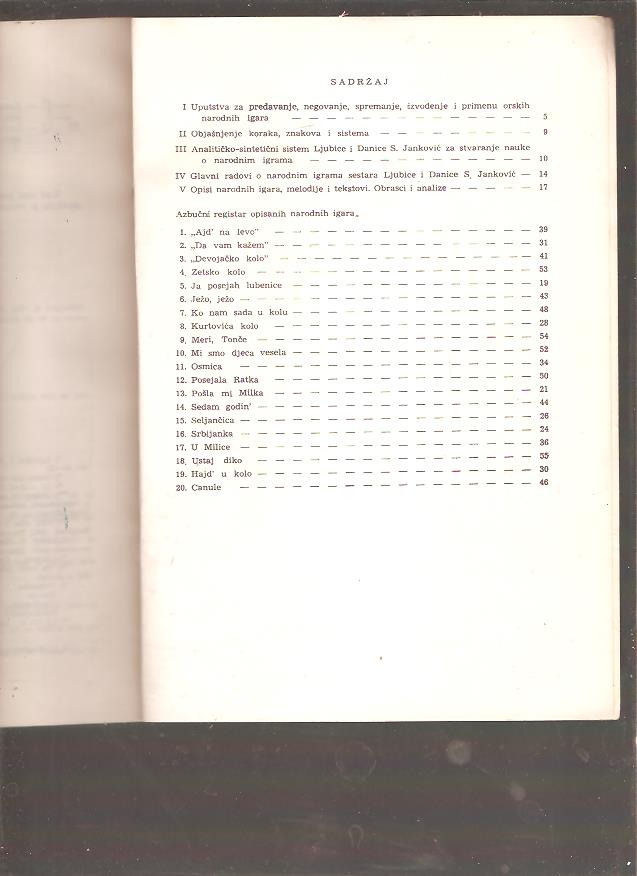 SADRŽAJ
I Uputstva za predavanje, negovanje, spremanje, izvođenje i primenu orskih
narodnih igara — — — — — — — — — — — — — — 5
II Objašnjenje koraka, znakova i sistema — — — — — — — — — 9
III Analitičko-sintetični sistem Ljubice i Danice S. Janković za stvaranje nauke
o narodnim igrama — — — — — — — — — — — — — 10
IV Glavni radovi o narodnim igrama sestara Ljubice i Danice S. Janković — 14
V Opisi narodnih igara, melodije i tekstovi. Obrasci i analize — — — — — 17
Azbučni registar opisanih narodnih igara.
1. „Ajd' na levo" — — — — — — — — — — — — — — — 39
2. „Da vam kažem" — — — — — — — — — — — — — — — 31
3. „Devojačko kolo" — — — — — — — — — — — — — — 41
4. Zetsko kolo — — — — — — — — — — — — — — — — 53
5. Ja posejah lubenice — — — — — — — — — — — — — — 19
6. Ježo, ježo — — — — — — — — — — — — — — — — — 43
7. Ko nam sada u kolu — — — — — — — — — — — — — — 48
8. Kurtovića kolo — — — — — — — — — — — — — — — 28
9. Meri, Tonče — — — — — — — — — — — — — — — — 54
10. Mi smo djeca vesela — — — — — — — — — — — — — — 52
11. Osmica — — — — — — — — — — — — — — — — — 34
12. Posejala Ratka — — — — — — — — — — — — — — — 50
13. Pošla mi Milka — — — — — — — — — — — — — — — 21
14. Sedam godin' — — — — — — — — — — — — — — — — 44
15. Seljančica — — — — — — — — — — — — — — — — — 26
16. Srbijanka — — — — — — — — — — — — — — — — — 24
17. U Milice — — — — — — — — — — — — — — — — — 36
18. Ustaj diko — — — — — — — — — — — — — — — — — 55
19. Hajd' u kolo — — — — — — — — — — — — — — — — 30
20. Canule — — — — — — — — — — — — — — — — — 46